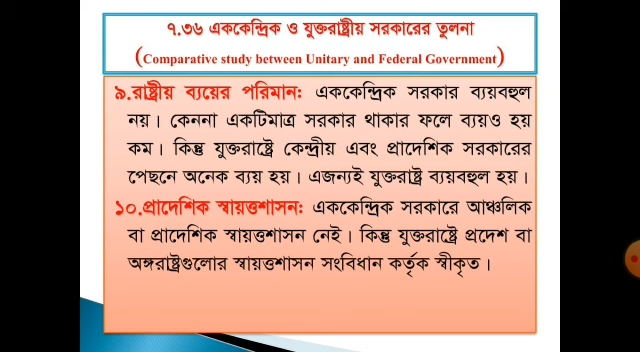 ৭.৩৬ এককেন্দ্রিক ও যুক্তরাষ্ট্রীয় সরকারের তুলনা
(Comparative study between Unitary and Federal Government)
৯.রাষ্ট্রীয় ব্যয়ের পরিমান: এককেন্দ্রিক সরকার ব্যয়বহুল
নয়। কেননা একটিমাত্র সরকার থাকার ফলে ব্যয়ও হয়
কম। কিন্তু যুক্তরাষ্ট্রে কেন্দ্রীয় এবং প্রাদেশিক সরকারের
পেছনে অনেক ব্যয় হয়। এজন্যই যুক্তরাষ্ট্র ব্যয়বহুল হয়।
১০.প্রাদেশিক স্বায়ত্তশাসন: এককেন্দ্রিক সরকারে আঞ্চলিক
বা প্রাদেশিক স্বায়ত্তশাসন নেই। কিন্তু যুক্তরাষ্ট্রে প্রদেশ বা
অঙ্গরাষ্ট্রগুলোর স্বায়ত্তশাসন সংবিধান কর্তৃক স্বীকৃত।